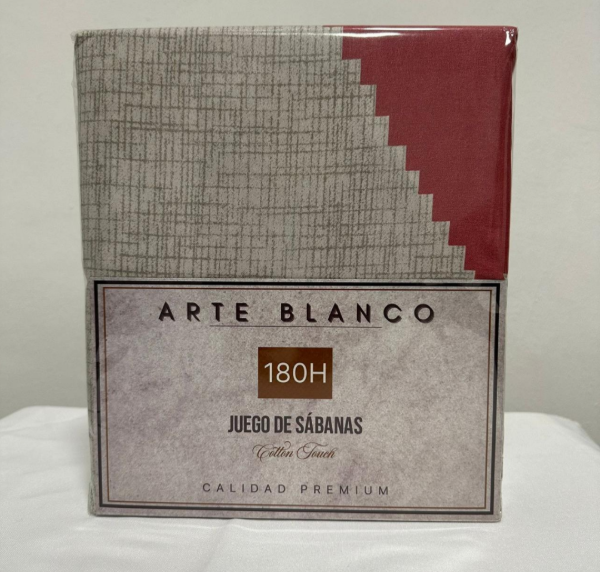 ARTE BLANCO
180H
JUEGO DE SÁBANAS
Cotton Touch
CALIDAD PREMIUM